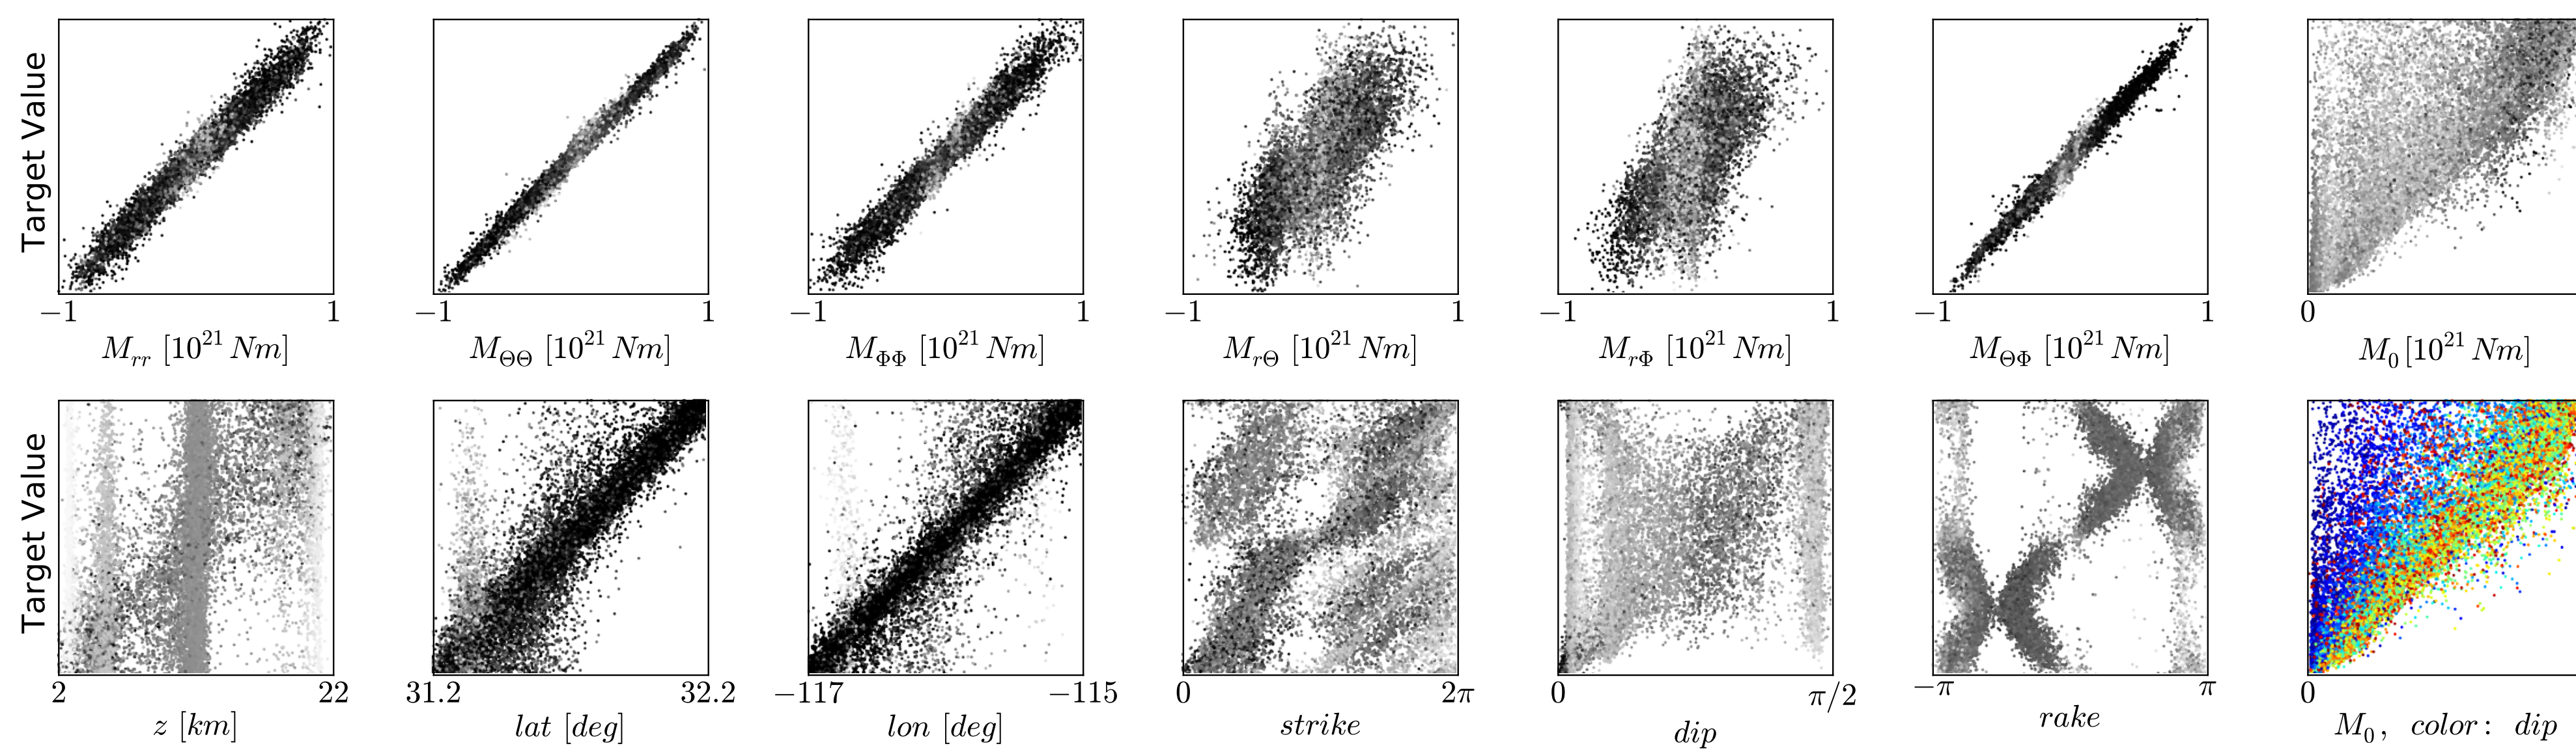 Target Value
−1 1 −1 1 −1 1 −1 1 −1 1 −1 1 0
M_rr [10^21 Nm] M_ΘΘ [10^21 Nm] M_ΦΦ [10^21 Nm] M_rΘ [10^21 Nm] M_rΦ [10^21 Nm] M_ΘΦ [10^21 Nm] M_0 [10^21 Nm]
Target Value
2 22 31.2 32.2 −117 −115 0 2π 0 π/2 −π π 0
z [km] lat [deg] lon [deg] strike dip rake M_0, color: dip